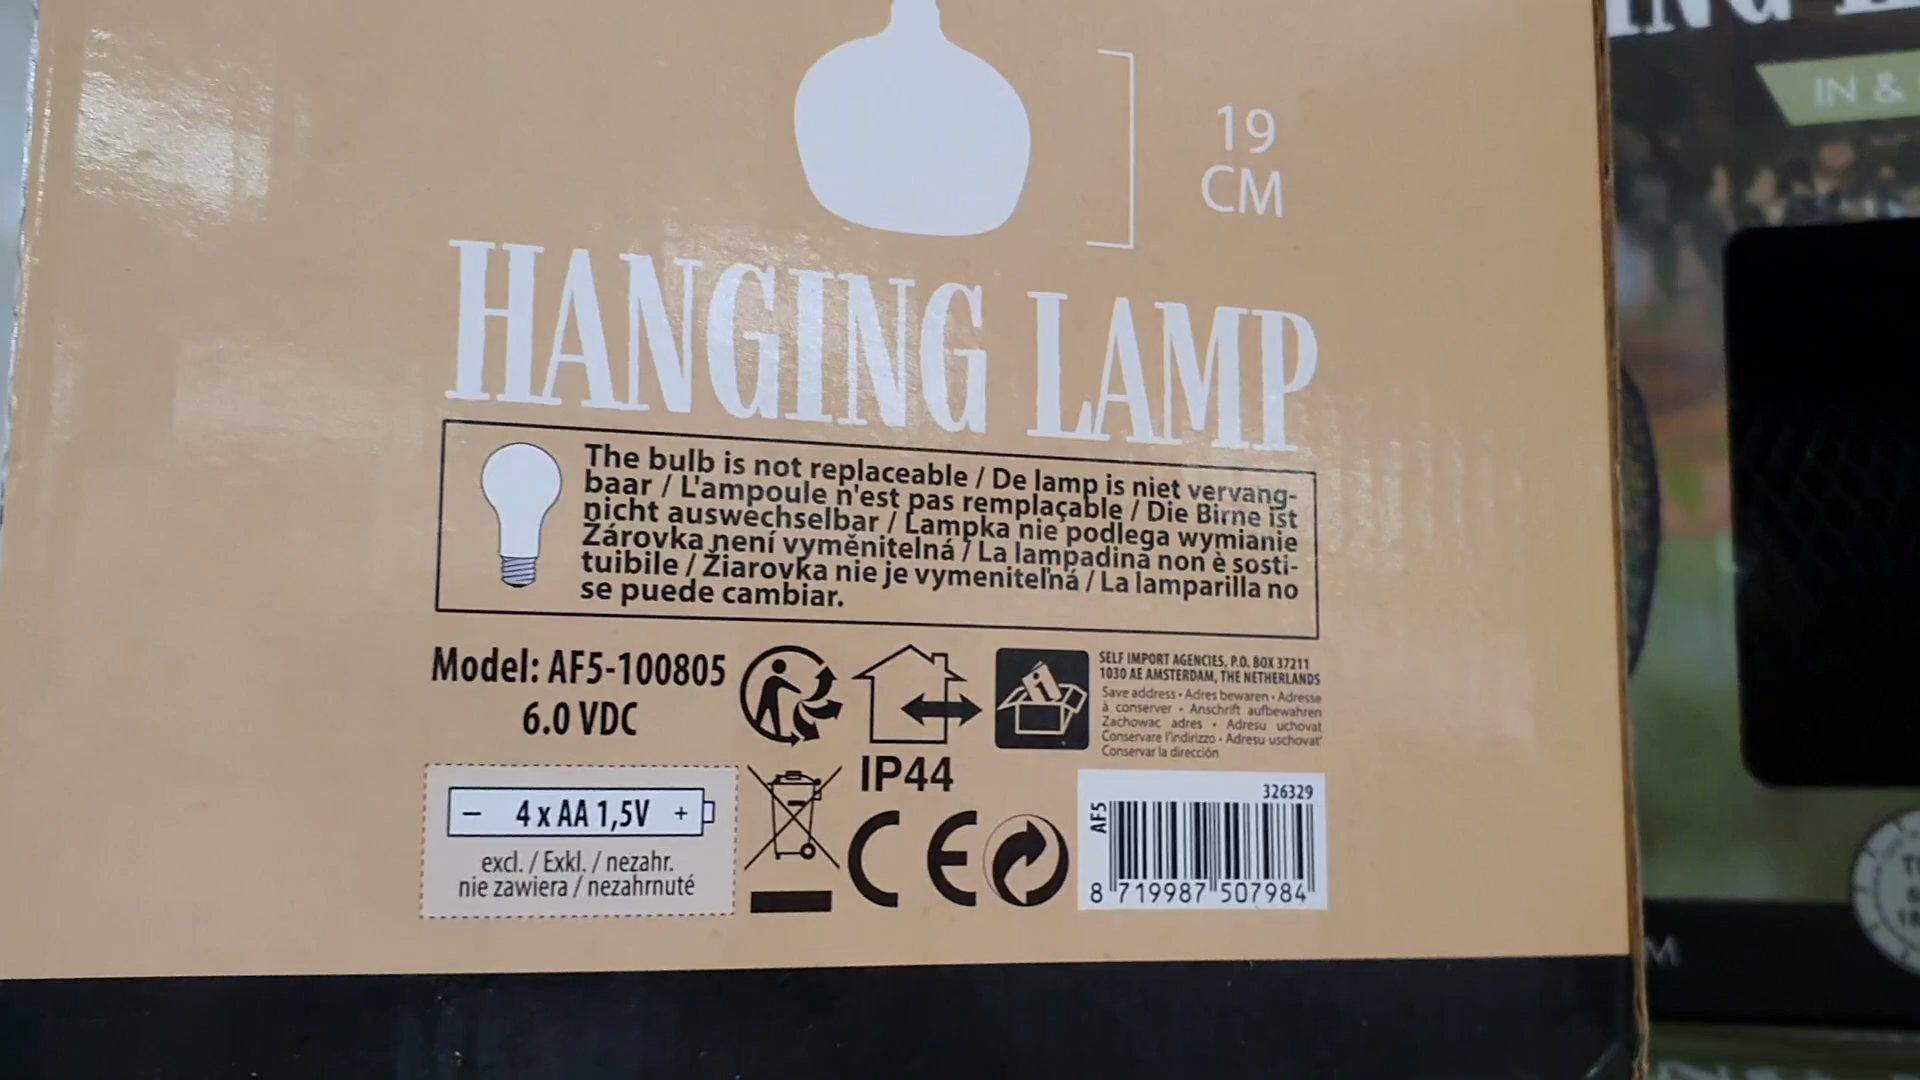 19
CM
HANGING LAMP
The bulb is not replaceable / De lamp is niet vervang-
baar / L'ampoule n'est pas remplaçable / Die Birne ist
nicht auswechselbar / Lampka nie podlega wymianie
Žárovka není vyměnitelná / La lampadina non è sosti-
tuibile / Žiarovka nie je vymeniteľná / La lamparilla no
se puede cambiar.
Model: AF5-100805
6.0 VDC
SELF IMPORT AGENCIES, P.O. BOX 37211
1030 AE AMSTERDAM, THE NETHERLANDS
Save address • Adres bewaren • Adresse
à conserver • Anschrift aufbewahren
Zachowac adres • Adresu uchovat
Conservare l'indirizzo • Adresu uschovat'
Conservar la dirección
IP44
- 4 x AA 1,5V +
excl. / Exkl. / nezahr.
nie zawiera / nezahrnuté
CE
326329
AF5
8 719987 507984
IN &